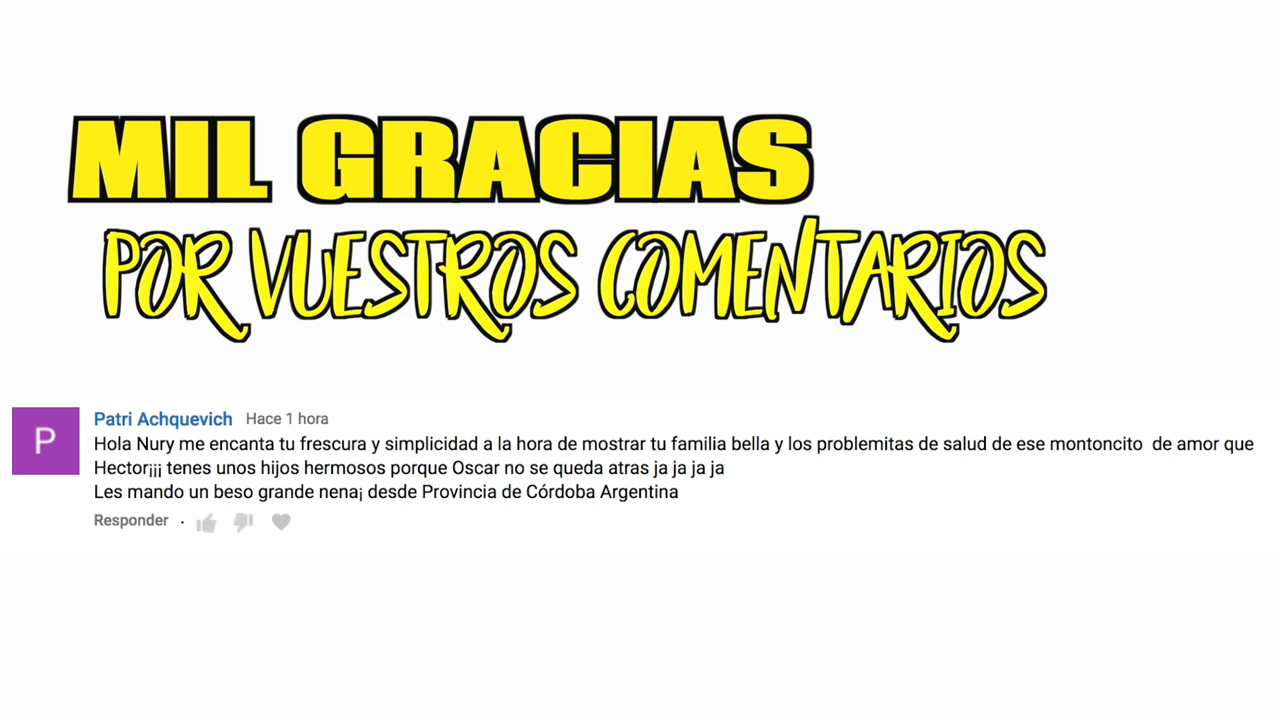 MIL GRACIAS
POR VUESTROS COMENTARIOS
P
Patri Achquevich Hace 1 hora
Hola Nury me encanta tu frescura y simplicidad a la hora de mostrar tu familia bella y los problemitas de salud de ese montoncito de amor que
Hector¡¡¡ tenes unos hijos hermosos porque Oscar no se queda atras ja ja ja ja
Les mando un beso grande nena¡ desde Provincia de Córdoba Argentina
Responder ·